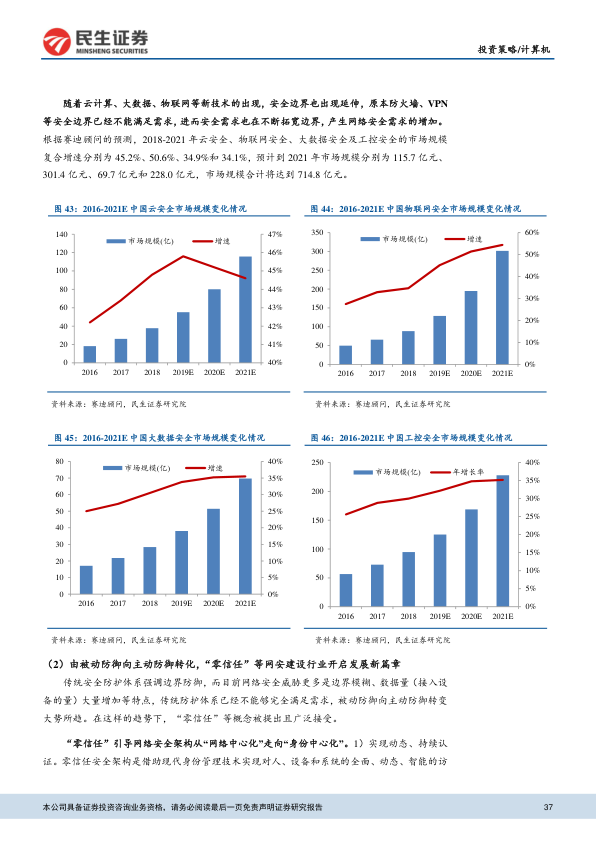 民生证券
MINSHENG SECURITIES
投资策略/计算机
随着云计算、大数据、物联网等新技术的出现，安全边界也出现延伸，原本防火墙、VPN
等安全边界已经不能满足需求，进而安全需求也在不断拓宽边界，产生网络安全需求的增加。
根据赛迪顾问的预测，2018-2021 年云安全、物联网安全、大数据安全及工控安全的市场规模
复合增速分别为 45.2%、50.6%、34.9%和 34.1%，预计到 2021 年市场规模分别为 115.7 亿元、
301.4 亿元、69.7 亿元和 228.0 亿元，市场规模合计将达到 714.8 亿元。
图 43：2016-2021E 中国云安全市场规模变化情况
市场规模(亿) 增速
140
120
100
80
60
40
20
0
47%
46%
45%
44%
43%
42%
41%
40%
2016 2017 2018 2019E 2020E 2021E
资料来源：赛迪顾问，民生证券研究院
图 44：2016-2021E 中国物联网安全市场规模变化情况
市场规模(亿) 增速
350
300
250
200
150
100
50
0
60%
50%
40%
30%
20%
10%
0%
2016 2017 2018 2019E 2020E 2021E
资料来源：赛迪顾问，民生证券研究院
图 45：2016-2021E 中国大数据安全市场规模变化情况
市场规模(亿) 增速
80
70
60
50
40
30
20
10
0
40%
35%
30%
25%
20%
15%
10%
5%
0%
2016 2017 2018 2019E 2020E 2021E
资料来源：赛迪顾问，民生证券研究院
图 46：2016-2021E 中国工控安全市场规模变化情况
市场规模(亿) 年增长率
250
200
150
100
50
0
40%
35%
30%
25%
20%
15%
10%
5%
0%
2016 2017 2018 2019E 2020E 2021E
资料来源：赛迪顾问，民生证券研究院
（2）由被动防御向主动防御转化，“零信任”等网安建设行业开启发展新篇章
传统安全防护体系强调边界防御，而目前网络安全威胁更多是边界模糊、数据量（接入设
备的量）大量增加等特点，传统防护体系已经不能够完全满足需求，被动防御向主动防御转变
大势所趋。在这样的趋势下，“零信任”等概念被提出且广泛接受。
“零信任”引导网络安全架构从“网络中心化”走向“身份中心化”。1）实现动态、持续认
证。零信任安全架构是借助现代身份管理技术实现对人、设备和系统的全面、动态、智能的访
本公司具备证券投资咨询业务资格，请务必阅读最后一页免责声明证券研究报告
37